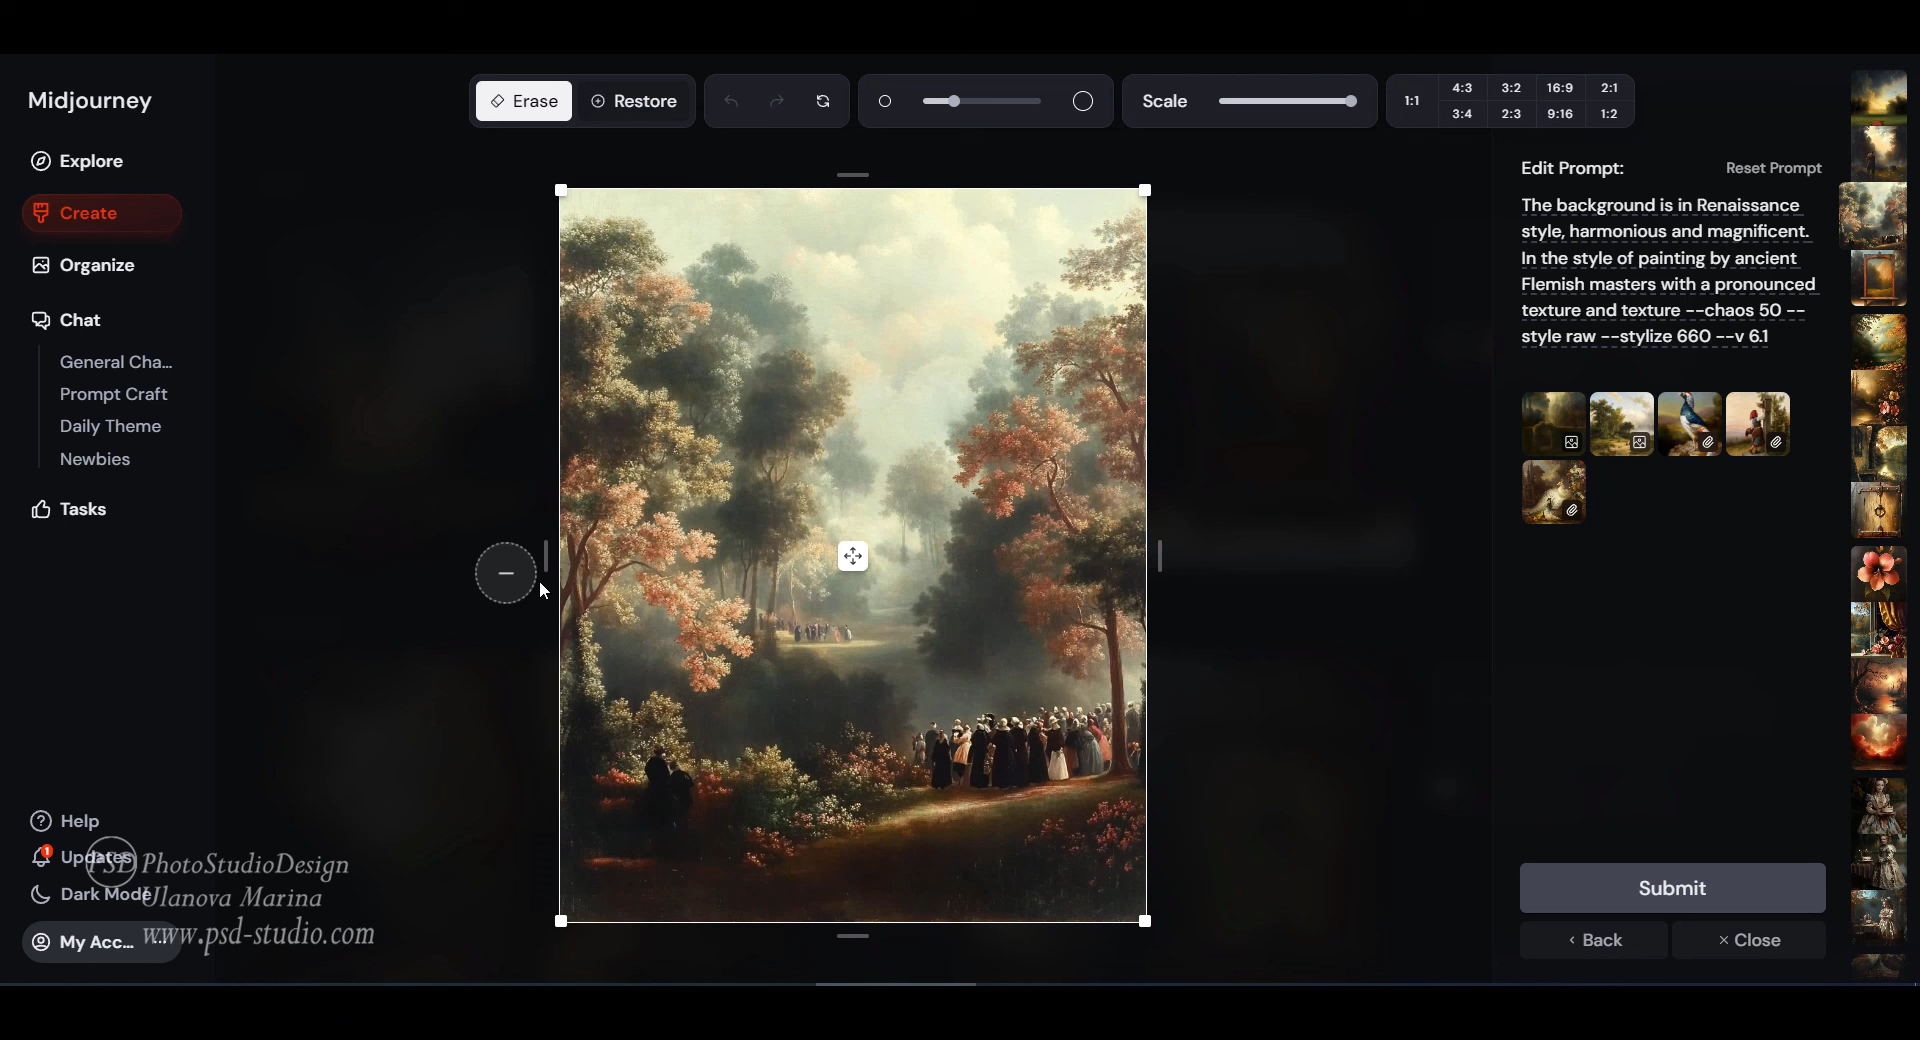 Midjourney
Explore
Create
Organize
Chat
General Cha...
Prompt Craft
Daily Theme
Newbies
Tasks
Help
1
Updates
Dark Mode
My Acc... ...
PSD PhotoStudioDesign
Ulanova Marina
www.psd-studio.com
Erase
Restore
Scale
1:1
4:3 3:2 16:9 2:1
3:4 2:3 9:16 1:2
Edit Prompt:
Reset Prompt
The background is in Renaissance
style, harmonious and magnificent.
In the style of painting by ancient
Flemish masters with a pronounced
texture and texture --chaos 50 --
style raw --stylize 660 --v 6.1
Submit
Back
Close